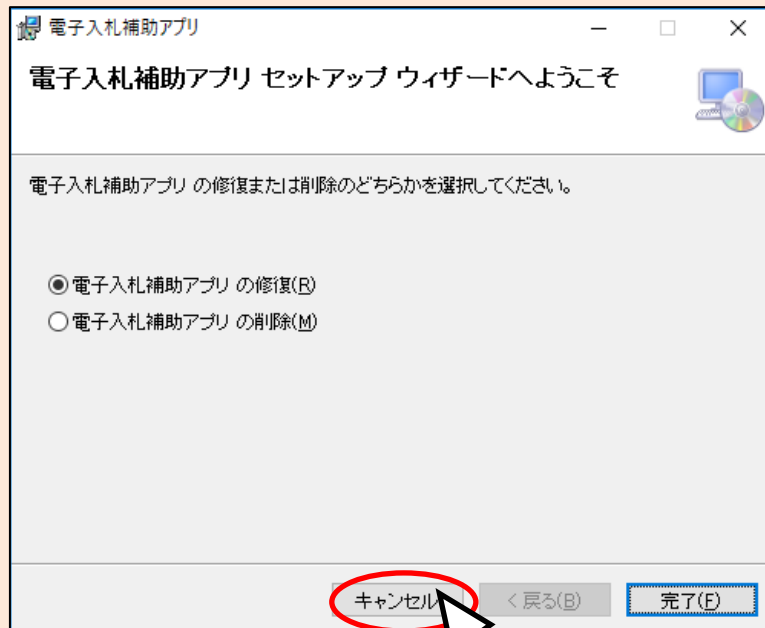 電子入札補助アプリ
電子入札補助アプリ セットアップ ウィザードへようこそ
電子入札補助アプリ の修復または削除のどちらかを選択してください。
電子入札補助アプリ の修復(R)
電子入札補助アプリ の削除(M)
キャンセル
< 戻る(B)
完了(F)